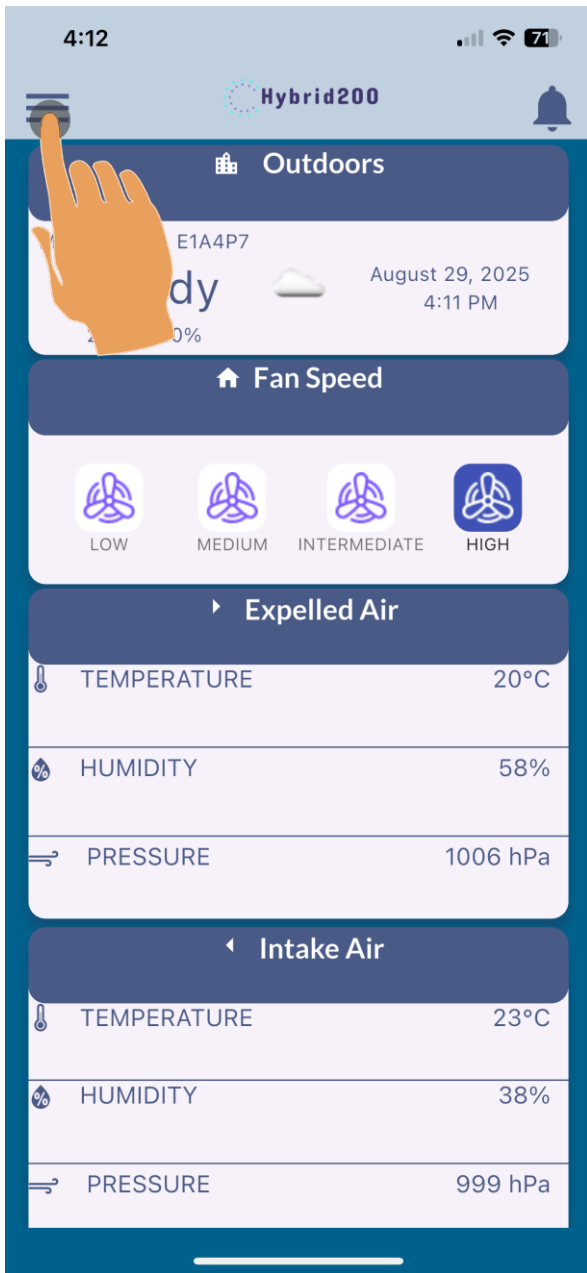 4:12
71
Hybrid200
Outdoors
E1A4P7
dy
August 29, 2025
4:11 PM
0%
Fan Speed
LOW MEDIUM INTERMEDIATE HIGH
Expelled Air
TEMPERATURE 20°C
% HUMIDITY 58%
PRESSURE 1006 hPa
Intake Air
TEMPERATURE 23°C
% HUMIDITY 38%
PRESSURE 999 hPa